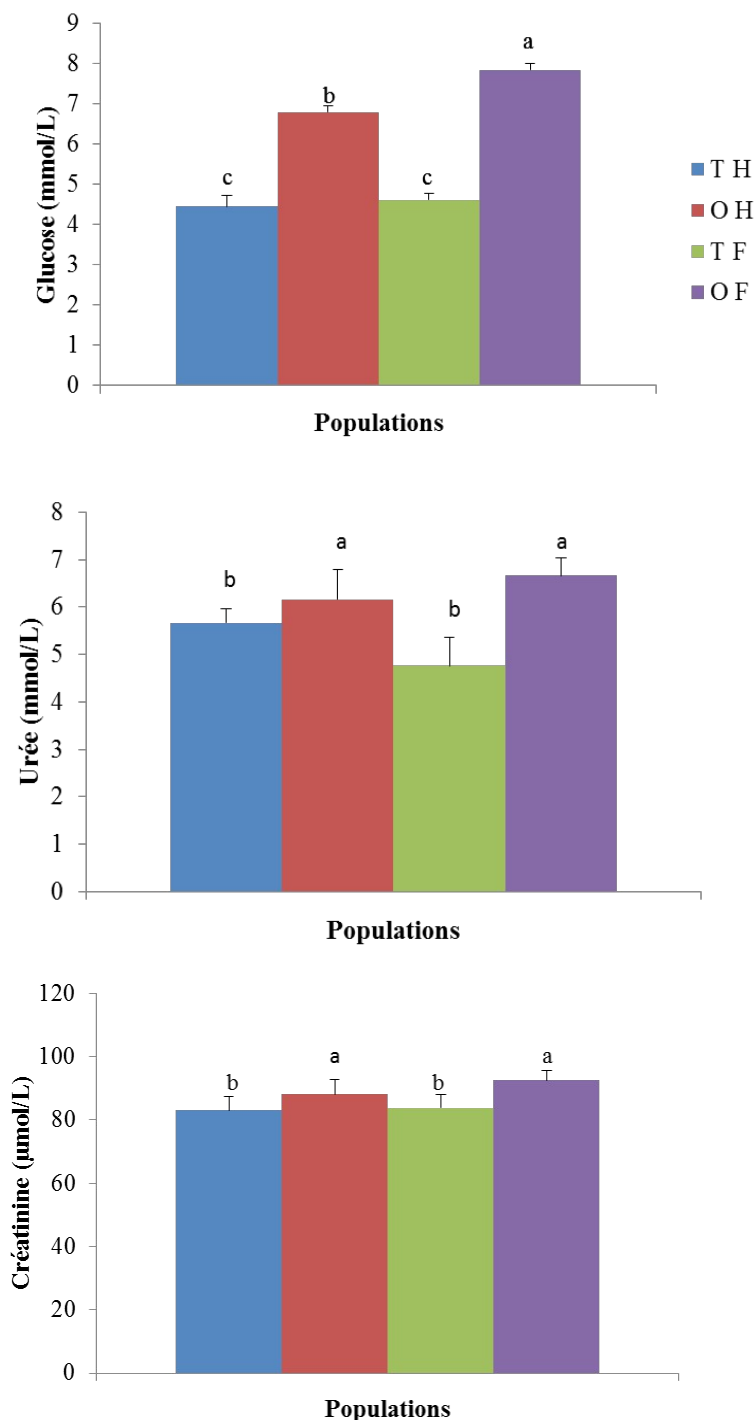 9
8
7
6
5
4
3
2
1
0
Glucose (mmol/L)
c
b
c
a
Populations
T H
O H
T F
O F
8
7
6
5
4
3
2
1
0
Urée (mmol/L)
b
a
b
a
Populations
120
100
80
60
40
20
0
Créatinine (µmol/L)
b
a
b
a
Populations